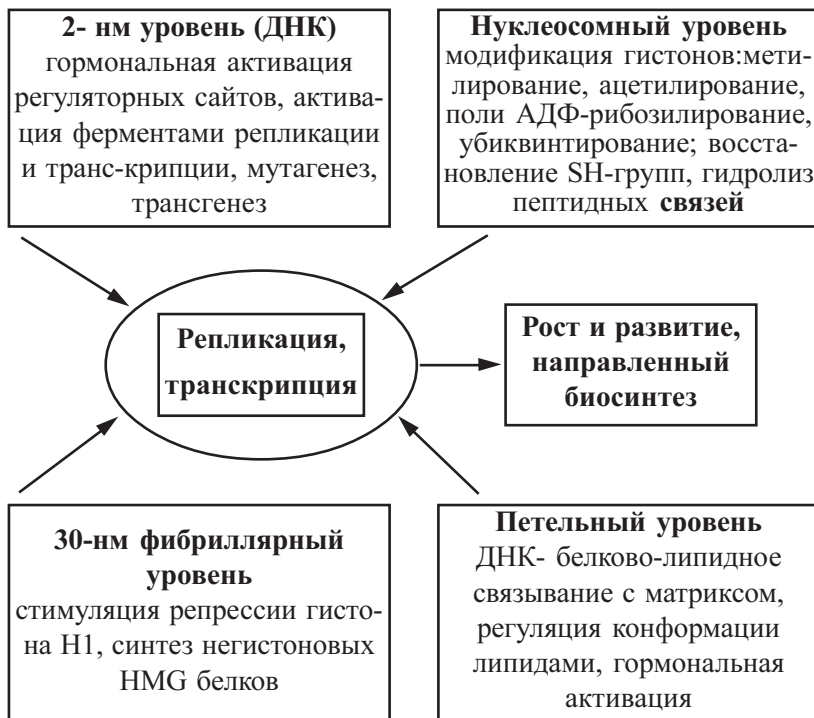 2- нм уровень (ДНК)
гормональная активация
регуляторных сайтов, актива-
ция ферментами репликации
и транс-крипции, мутагенез,
трансгенез
Нуклеосомный уровень
модификация гистонов:мети-
лирование, ацетилирование,
поли АДФ-рибозилирование,
убиквинтирование; восста-
новление SH-групп, гидролиз
пептидных связей
Репликация,
транскрипция
Рост и развитие,
направленный
биосинтез
30-нм фибриллярный
уровень
стимуляция репрессии гисто-
на H1, синтез негистоновых
HMG белков
Петельный уровень
ДНК- белково-липидное
связывание с матриксом,
регуляция конформации
липидами, гормональная
активация